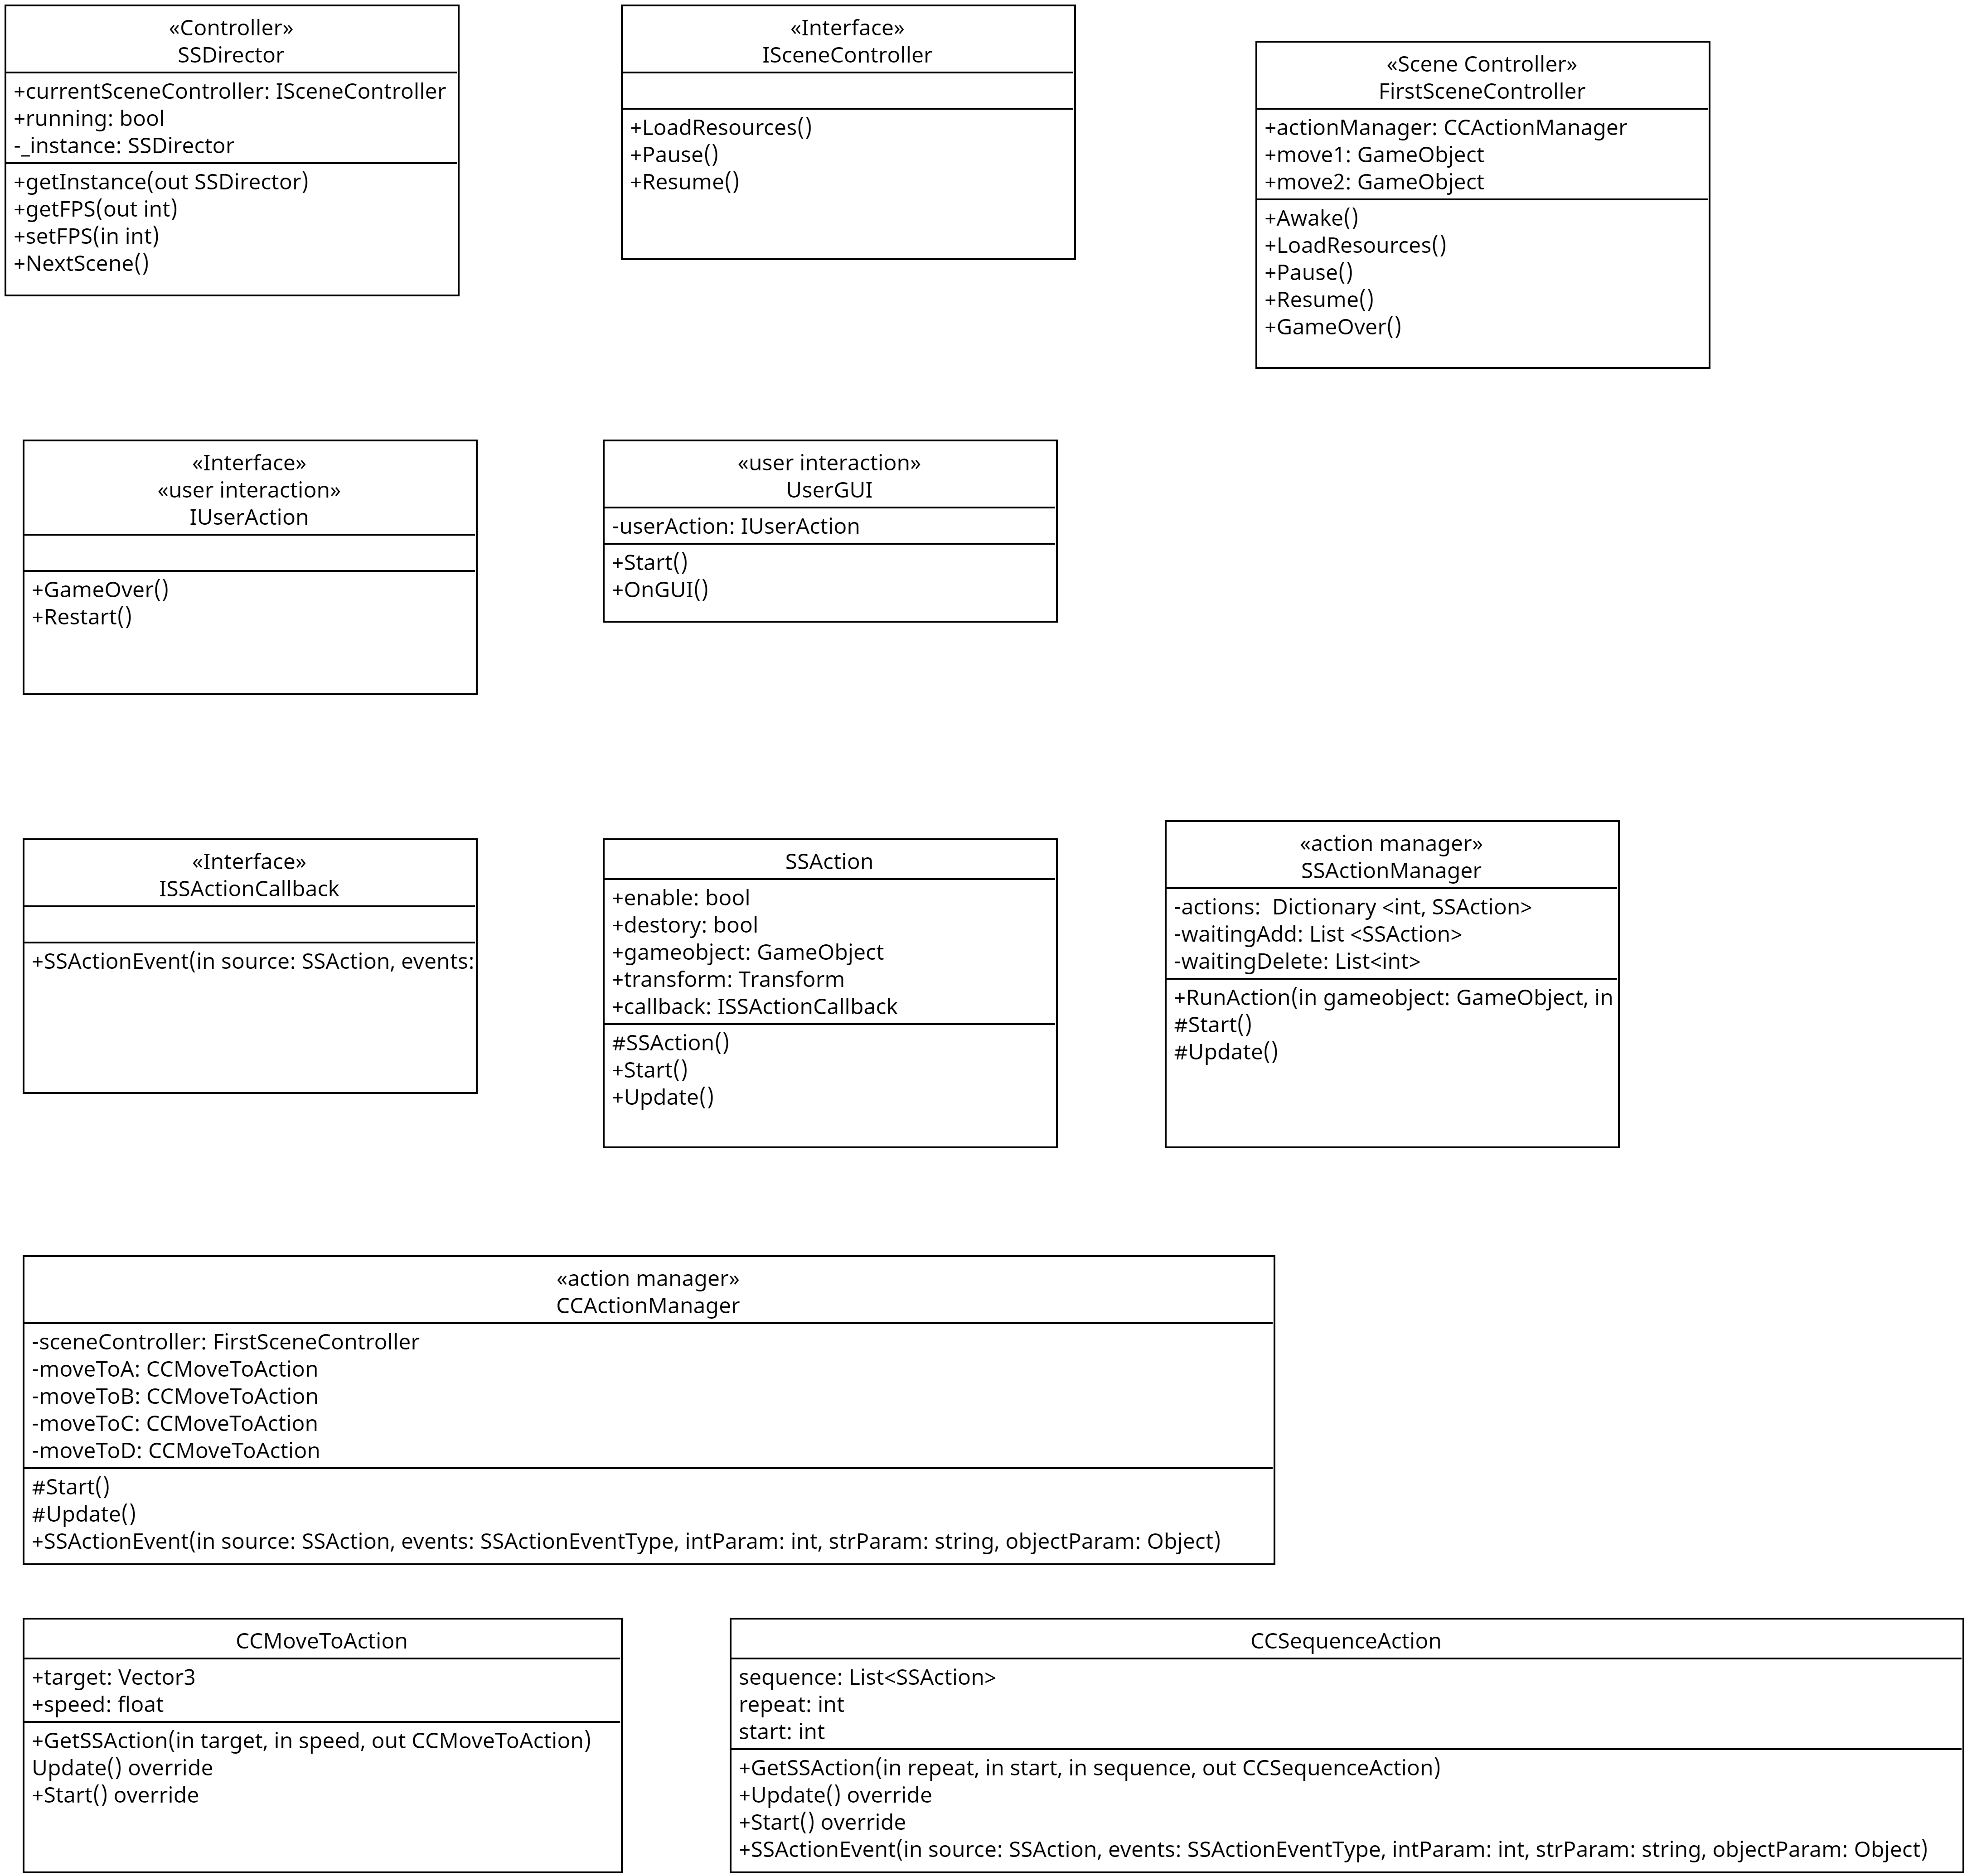 «Controller»
SSDirector
+currentSceneController: ISceneController
+running: bool
-_instance: SSDirector
+getInstance(out SSDirector)
+getFPS(out int)
+setFPS(in int)
+NextScene()
«Interface»
ISceneController
+LoadResources()
+Pause()
+Resume()
«Scene Controller»
FirstSceneController
+actionManager: CCActionManager
+move1: GameObject
+move2: GameObject
+Awake()
+LoadResources()
+Pause()
+Resume()
+GameOver()
«Interface»
«user interaction»
IUserAction
+GameOver()
+Restart()
«user interaction»
UserGUI
-userAction: IUserAction
+Start()
+OnGUI()
«Interface»
ISSActionCallback
+SSActionEvent(in source: SSAction, events:
SSAction
+enable: bool
+destory: bool
+gameobject: GameObject
+transform: Transform
+callback: ISSActionCallback
#SSAction()
+Start()
+Update()
«action manager»
SSActionManager
-actions:  Dictionary <int, SSAction>
-waitingAdd: List <SSAction>
-waitingDelete: List<int>
+RunAction(in gameobject: GameObject, in
#Start()
#Update()
«action manager»
CCActionManager
-sceneController: FirstSceneController
-moveToA: CCMoveToAction
-moveToB: CCMoveToAction
-moveToC: CCMoveToAction
-moveToD: CCMoveToAction
#Start()
#Update()
+SSActionEvent(in source: SSAction, events: SSActionEventType, intParam: int, strParam: string, objectParam: Object)
CCMoveToAction
+target: Vector3
+speed: float
+GetSSAction(in target, in speed, out CCMoveToAction)
Update() override
+Start() override
CCSequenceAction
sequence: List<SSAction>
repeat: int
start: int
+GetSSAction(in repeat, in start, in sequence, out CCSequenceAction)
+Update() override
+Start() override
+SSActionEvent(in source: SSAction, events: SSActionEventType, intParam: int, strParam: string, objectParam: Object)